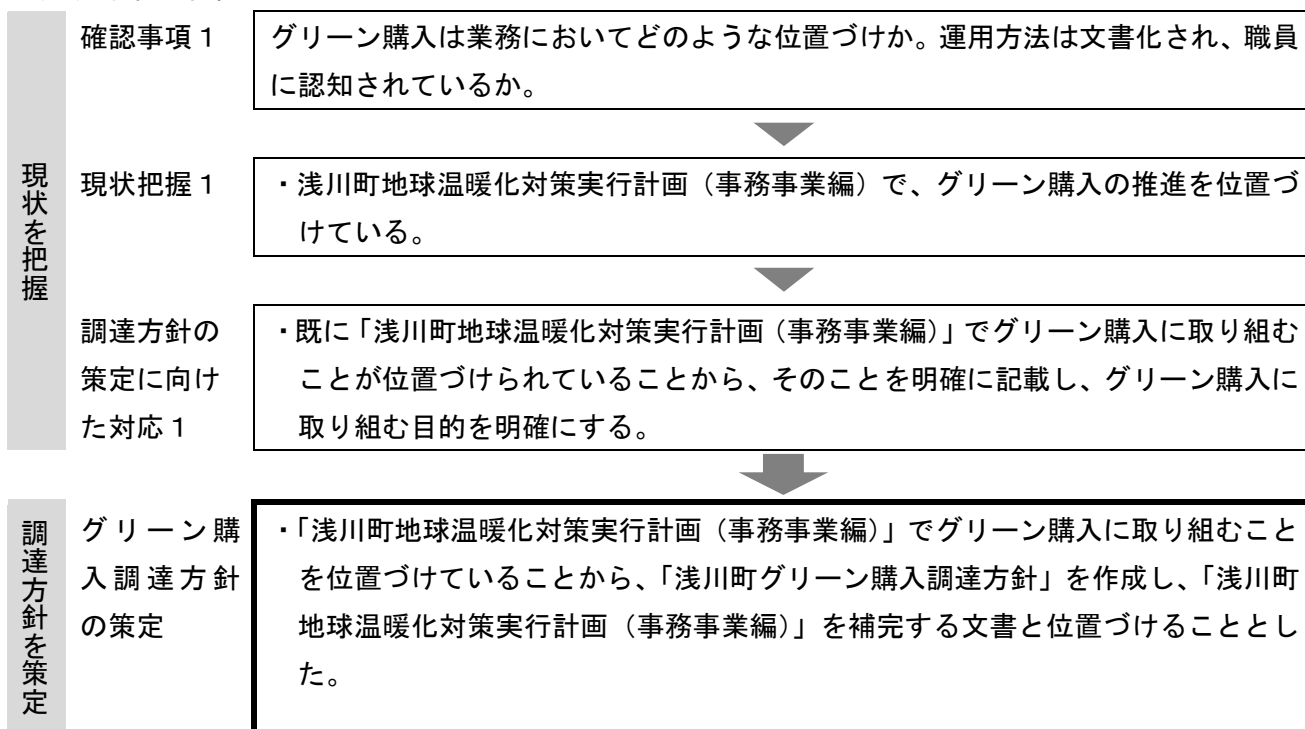 現状を把握
確認事項１
グリーン購入は業務においてどのような位置づけか。運用方法は文書化され、職員
に認知されているか。
現状把握１
・浅川町地球温暖化対策実行計画（事務事業編）で、グリーン購入の推進を位置づ
けている。
調達方針の
策定に向け
た対応１
・既に「浅川町地球温暖化対策実行計画（事務事業編）」でグリーン購入に取り組む
ことが位置づけられていることから、そのことを明確に記載し、グリーン購入に
取り組む目的を明確にする。
調達方針を策定
グリーン購
入調達方針
の策定
・「浅川町地球温暖化対策実行計画（事務事業編）」でグリーン購入に取り組むこと
を位置づけていることから、「浅川町グリーン購入調達方針」を作成し、「浅川町
地球温暖化対策実行計画（事務事業編）」を補完する文書と位置づけることとし
た。